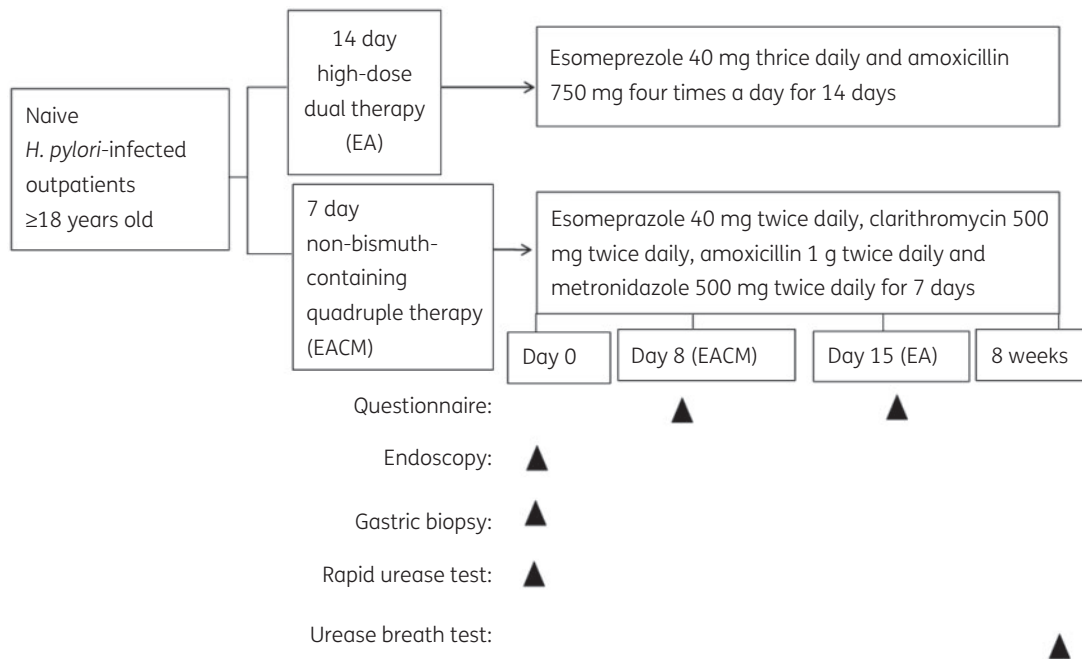 Naive
H. pylori-infected
outpatients
≥18 years old
14 day
high-dose
dual therapy
(EA)
Esomeprezole 40 mg thrice daily and amoxicillin
750 mg four times a day for 14 days
7 day
non-bismuth-
containing
quadruple therapy
(EACM)
Esomeprazole 40 mg twice daily, clarithromycin 500
mg twice daily, amoxicillin 1 g twice daily and
metronidazole 500 mg twice daily for 7 days
Day 0
Day 8 (EACM)
Day 15 (EA)
8 weeks
Questionnaire:
Endoscopy:
Gastric biopsy:
Rapid urease test:
Urease breath test: